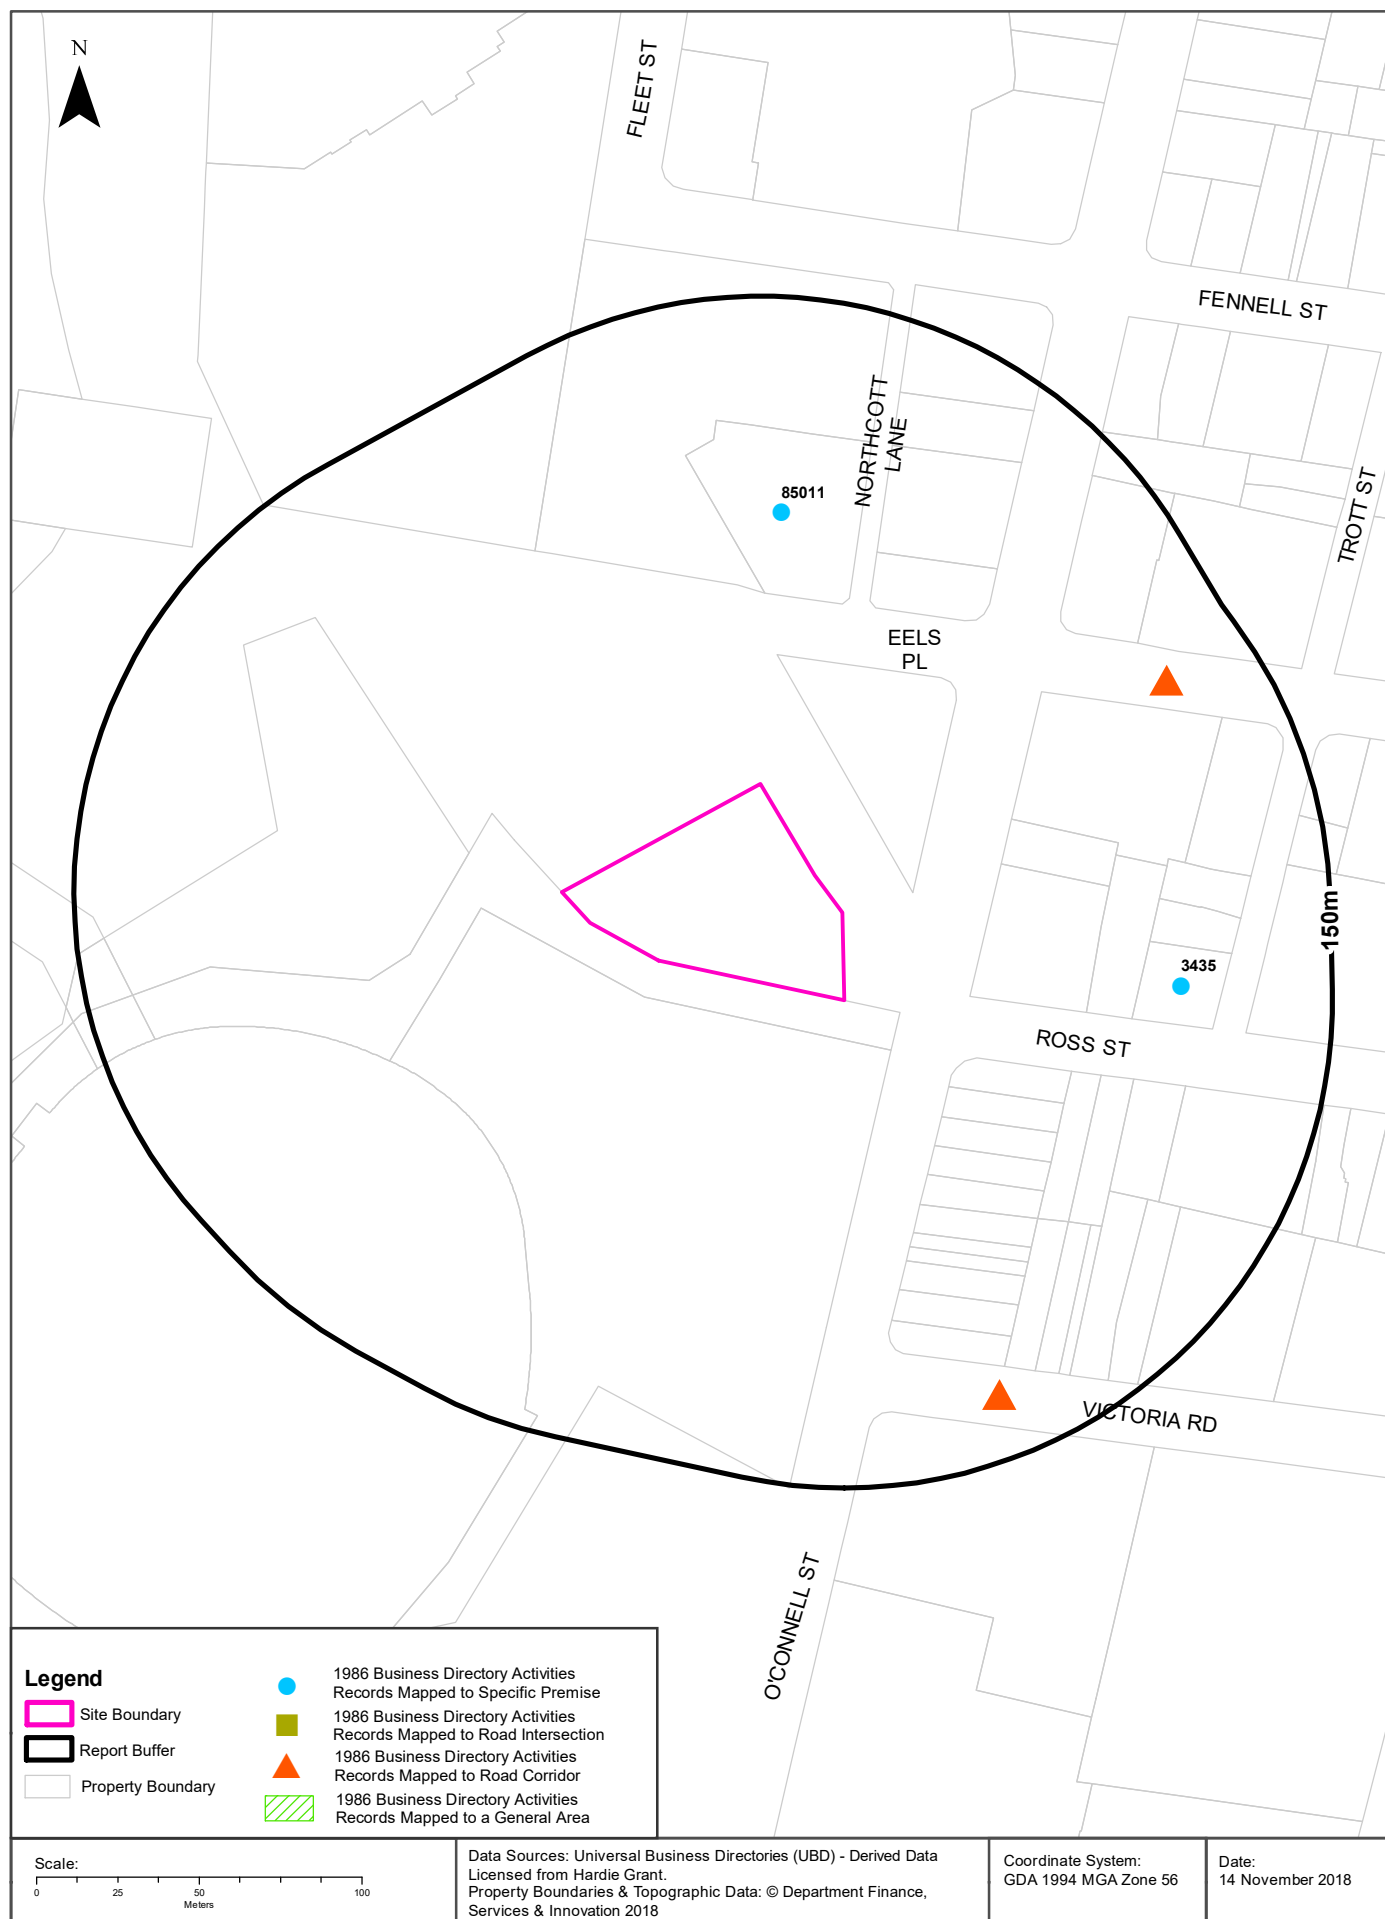 N
FLEET ST
FENNELL ST
NORTHCOTT
LANE
85011
TROTT ST
EELS
PL
150m
3435
ROSS ST
VICTORIA RD
O'CONNELL ST
Legend
Site Boundary
Report Buffer
Property Boundary
1986 Business Directory Activities
Records Mapped to Specific Premise
1986 Business Directory Activities
Records Mapped to Road Intersection
1986 Business Directory Activities
Records Mapped to Road Corridor
1986 Business Directory Activities
Records Mapped to a General Area
Scale:
0 25 50 100
Meters
Data Sources: Universal Business Directories (UBD) - Derived Data
Licensed from Hardie Grant.
Property Boundaries & Topographic Data: © Department Finance,
Services & Innovation 2018
Coordinate System:
GDA 1994 MGA Zone 56
Date:
14 November 2018